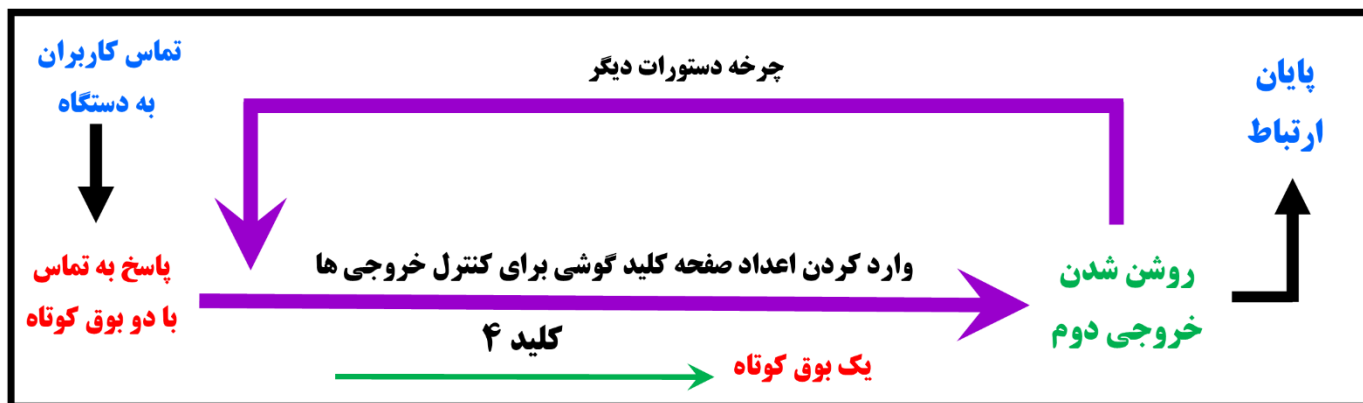 تماس کاربران
به دستگاه
چرخه دستورات دیگر
پایان
ارتباط
پاسخ به تماس
با دو بوق کوتاه
وارد کردن اعداد صفحه کلید گوشی برای کنترل خروجی ها
کلید ۴
یک بوق کوتاه
روشن شدن
خروجی دوم